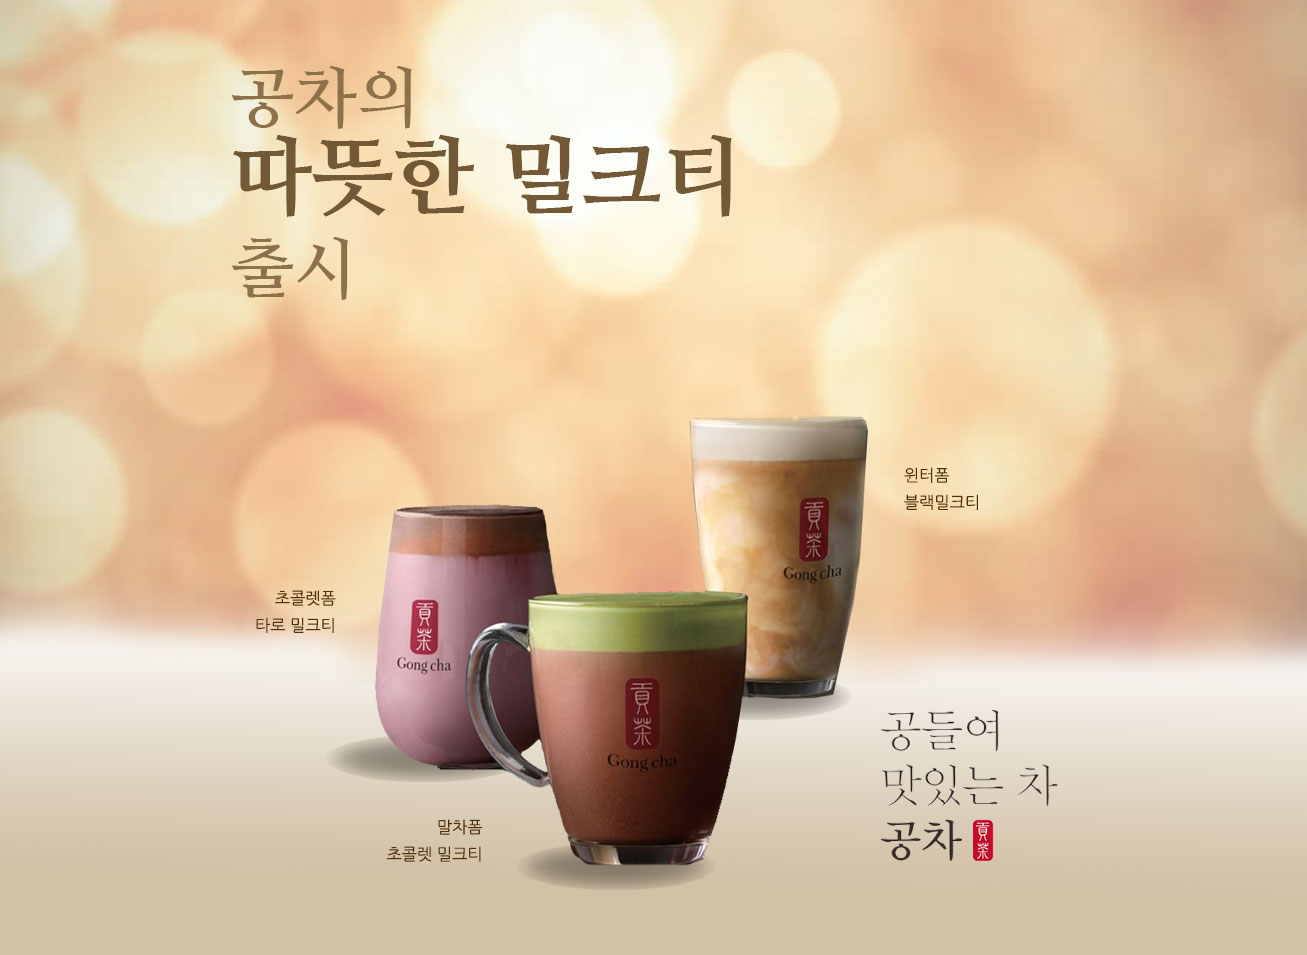 공차의
따뜻한 밀크티
출시
윈터폼
블랙밀크티
貢
茶
Gong cha
초콜렛폼
타로 밀크티
貢
茶
Gong cha
貢
茶
Gong cha
말차폼
초콜렛 밀크티
공들여
맛있는 차
공차 貢茶